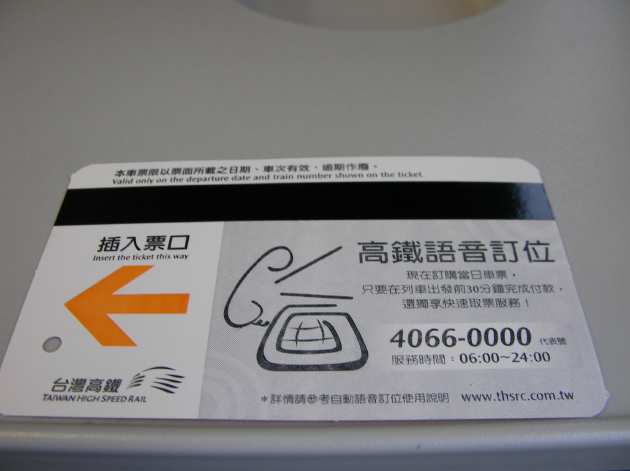 本車票限以票面所載之日期、車次有效，逾期作廢。
Valid only on the departure date and train number shown on the ticket.
插入票口
Insert the ticket this way
台灣高鐵
TAIWAN HIGH SPEED RAIL
高鐵語音訂位
現在訂購當日車票，
只要在列車出發前30分鐘完成付款，
還獨享快速取票服務！
4066-0000 代表號
服務時間：06:00~24:00
*詳情請參考自動語音訂位使用說明 www.thsrc.com.tw